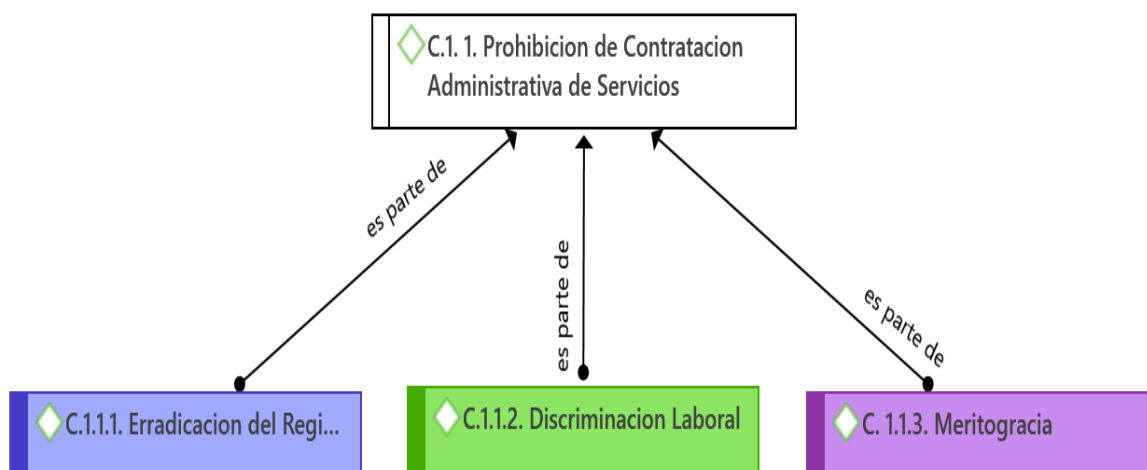 C.1. 1. Prohibicion de Contratacion
Administrativa de Servicios
es parte de
es parte de
es parte de
C.1.1.1. Erradicacion del Regi...
C.1.1.2. Discriminacion Laboral
C. 1.1.3. Meritogracia